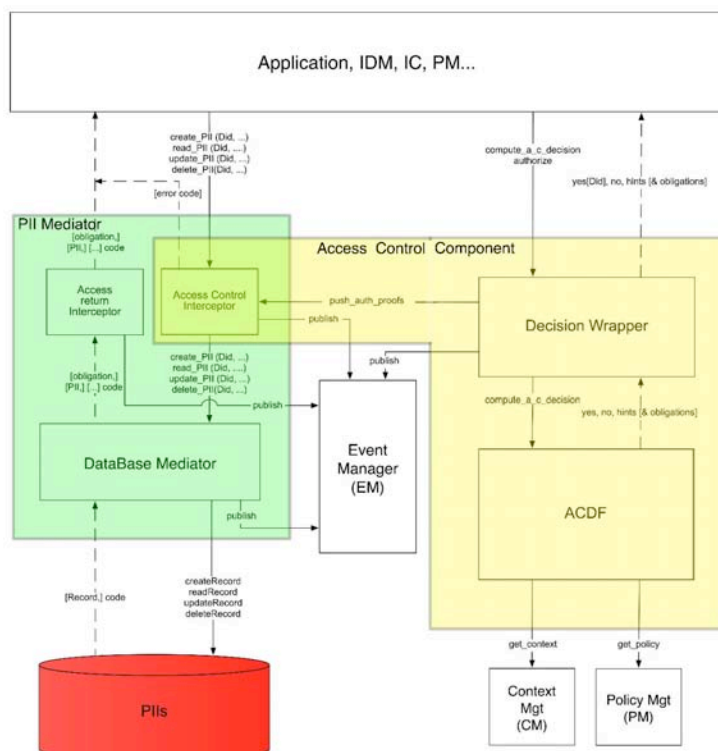 Application, IDM, IC, PM...
create_PII (Did, ...)
read_PII (Did, ....)
update_PII (Did, ...)
delete_PII(Did, ...)
compute_a_c_decision
authorize
yes[Did], no, hints [& obligations]
[error code]
PII Mediator
[obligation,]
[PII,] [...] code
Access Control Component
Access
return
Interceptor
Access Control
Interceptor
push_auth_proofs
Decision Wrapper
publish
publish
create_PII (Did, ...)
read_PII (Did, ...)
update_PII (Did, ...)
delete_PII(Did, ...)
[obligation,]
[PII,] [...] code
publish
compute_a_c_decision
yes, no, hints [& obligations]
DataBase Mediator
Event
Manager
(EM)
ACDF
publish
[Record,] code
createRecord
readRecord
updateRecord
deleteRecord
get_context
get_policy
PIIs
Context
Mgt
(CM)
Policy Mgt
(PM)